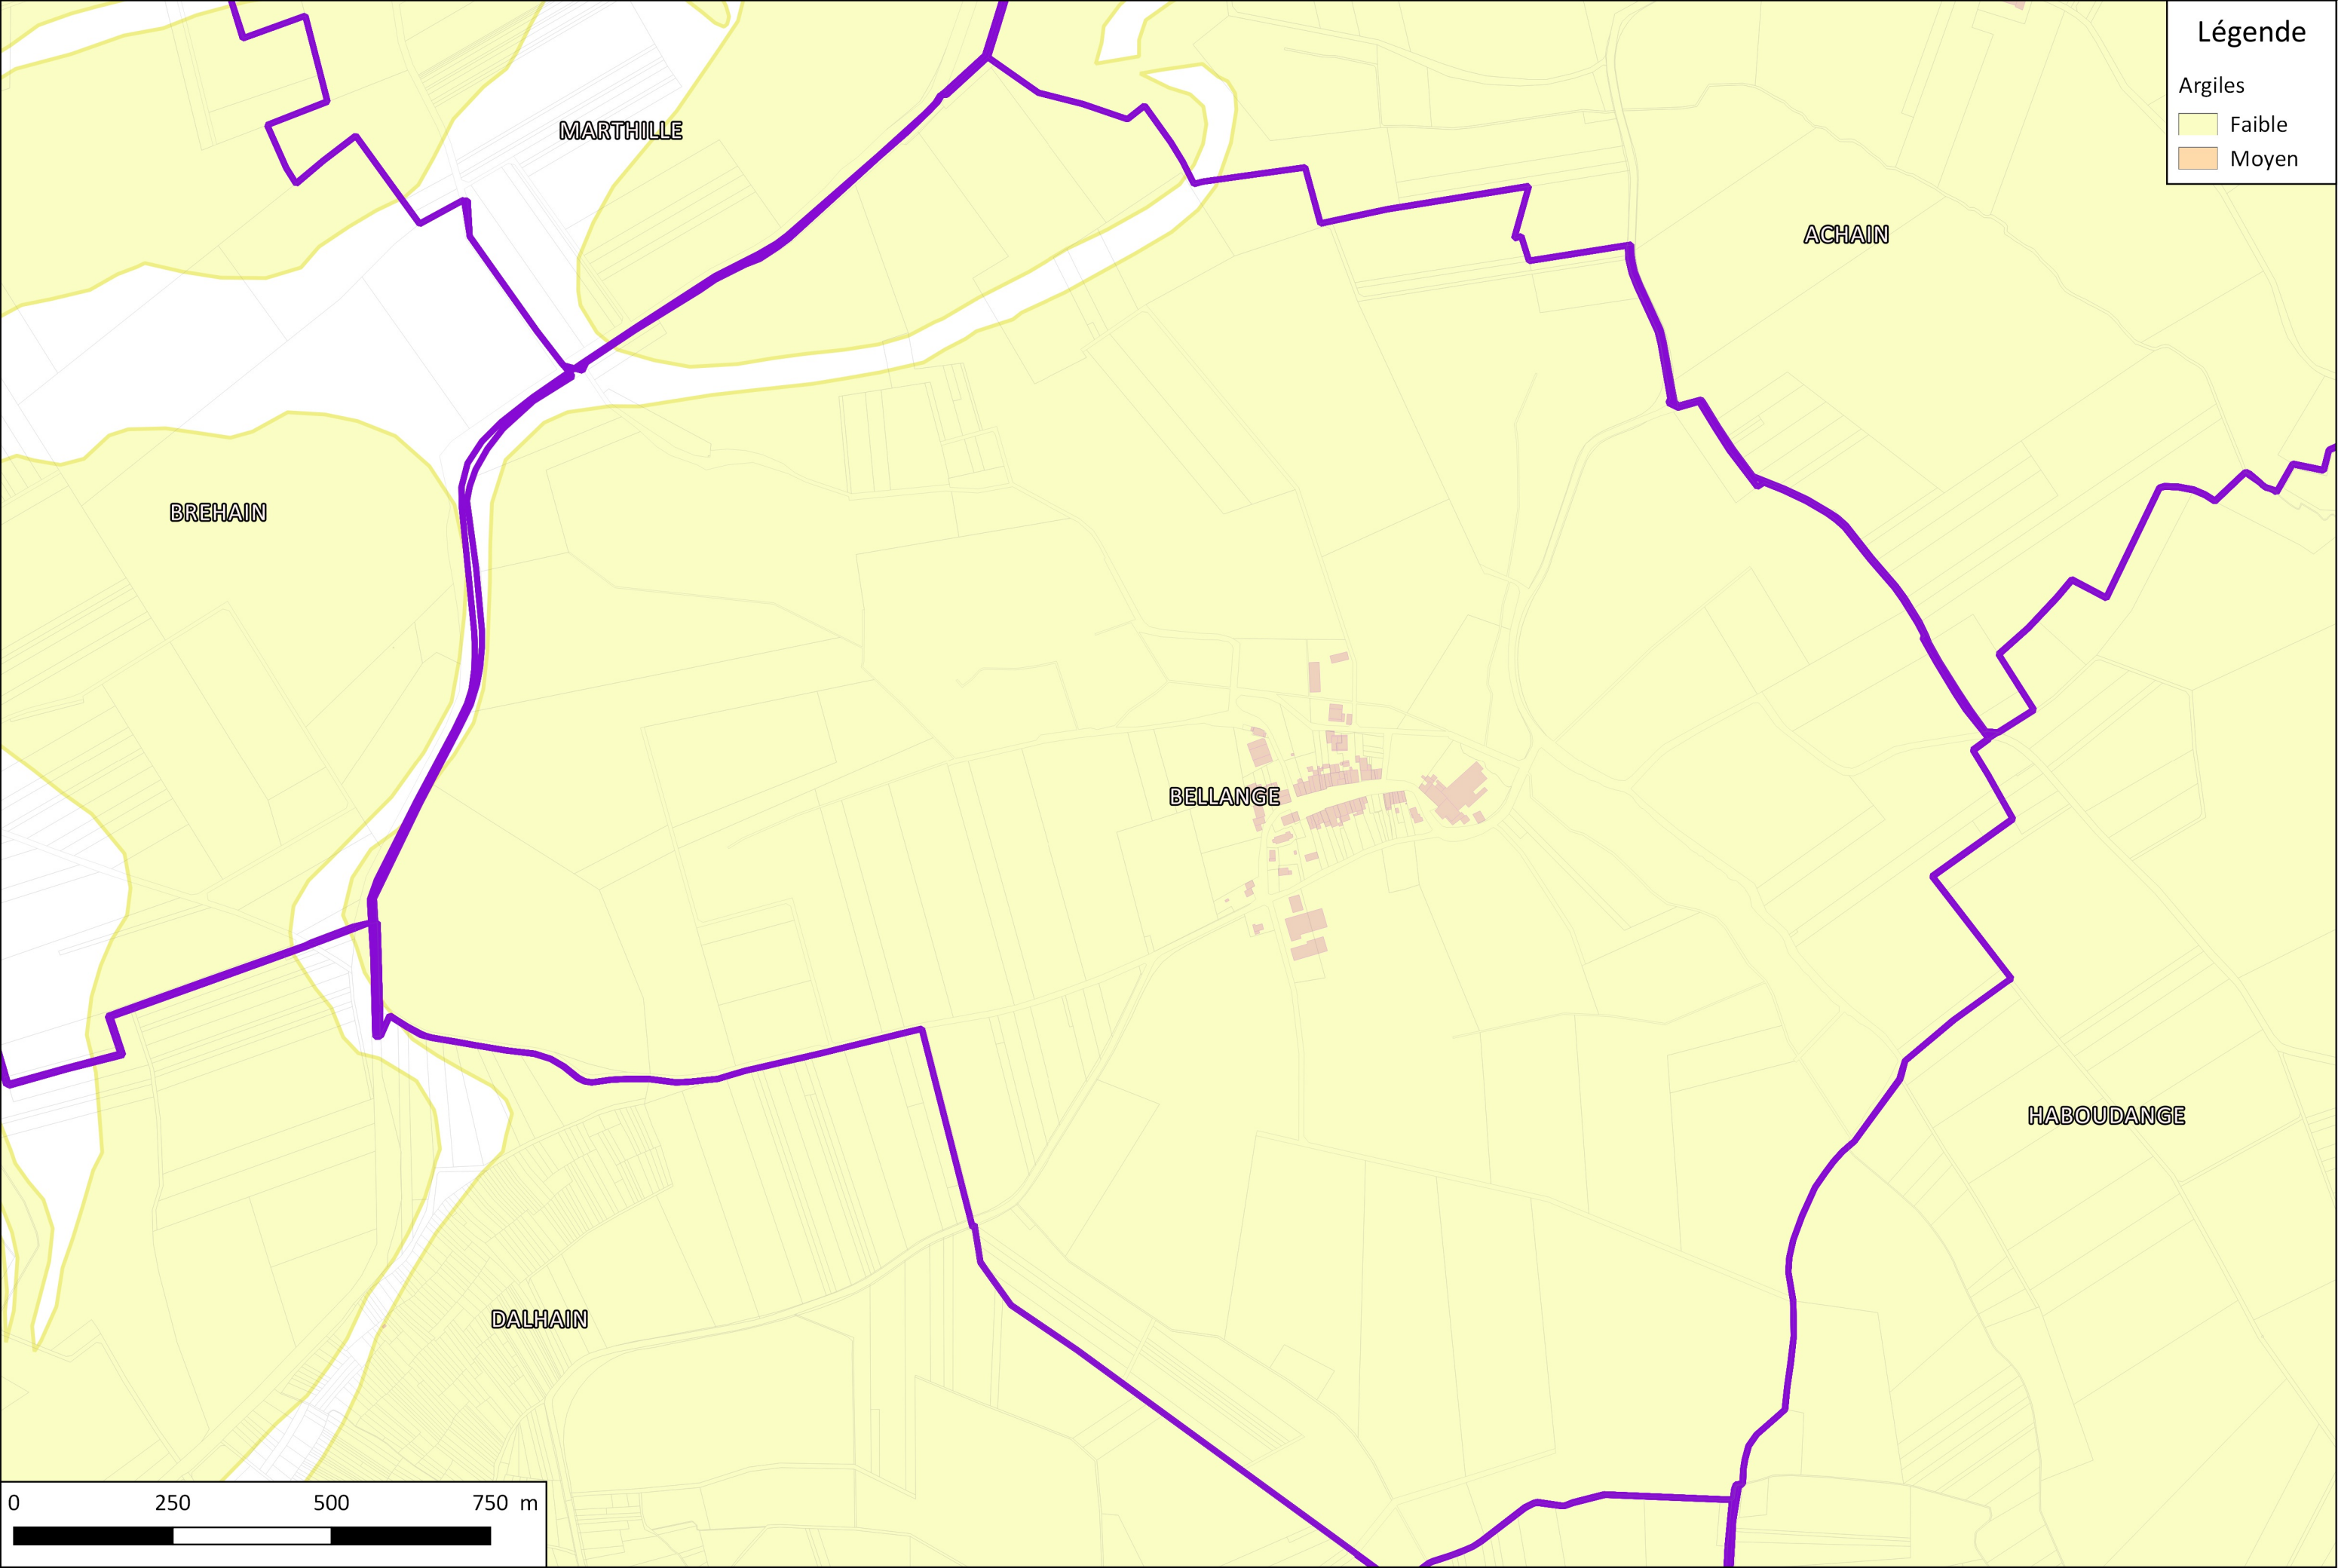 Légende
Argiles
Faible
Moyen
MARTHILLE
ACHAIN
BREHAIN
BELLANGE
HABOUDANGE
DALHAIN
0 250 500 750 m